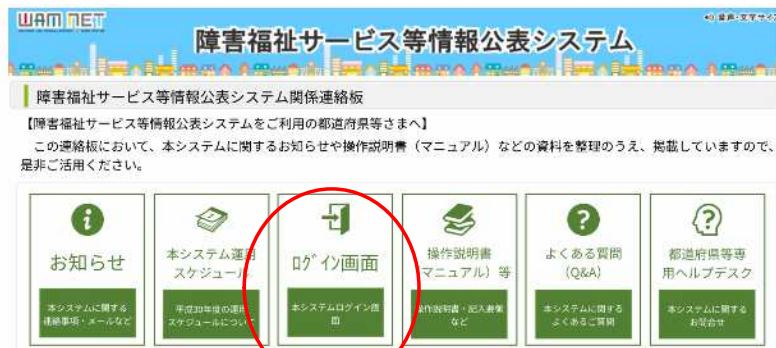 WAM NET
音声・文字サイズ
障害福祉サービス等情報公表システム
障害福祉サービス等情報公表システム関係連絡板
【障害福祉サービス等情報公表システムをご利用の都道府県等さまへ】
この連絡板において、本システムに関するお知らせや操作説明書(マニュアル)などの資料を整理のうえ、掲載していますので、
是非ご活用ください。
お知らせ
本システムに関する
連絡事項・メールなど
本システム運用
スケジュール
平成30年度の運用
スケジュールについて
ログイン画面
本システムログイン画
面
操作説明書
(マニュアル)等
操作説明書・記入要領
など
よくある質問
(Q&A)
本システムに関する
よくあるご質問
都道府県等専
用ヘルプデスク
本システムに関する
お問合せ